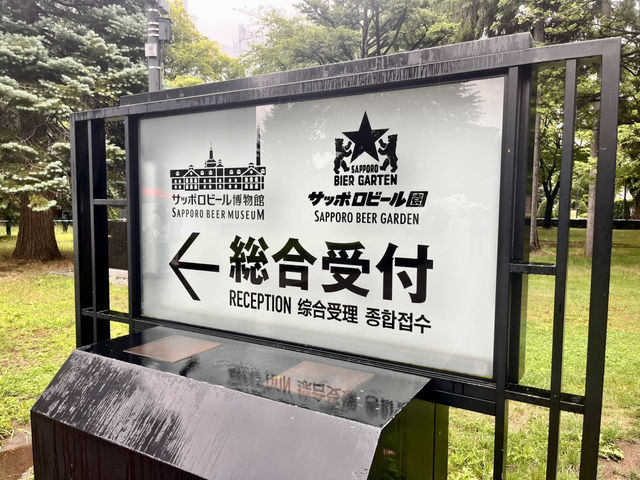 サッポロビール博物館
SAPPORO BEER MUSEUM
SAPPORO
BIER GARTEN
サッポロビール園
SAPPORO BEER GARDEN
総合受付
RECEPTION 综合受理 종합접수